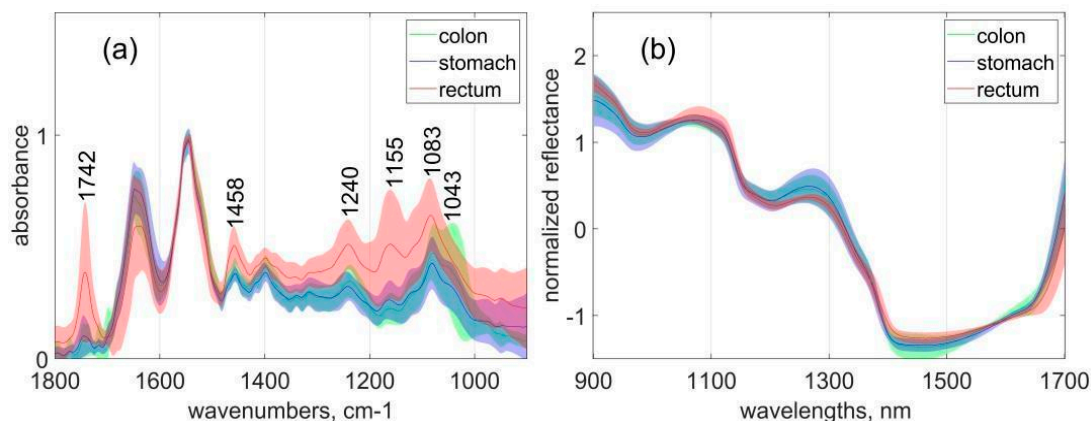 (a)
colon
stomach
rectum
1742
1458
1240
1155
1083
1043
1
0
absorbance
1800 1600 1400 1200 1000
wavenumbers, cm-1
(b)
colon
stomach
rectum
2
1
0
-1
normalized reflectance
900 1100 1300 1500 1700
wavelengths, nm